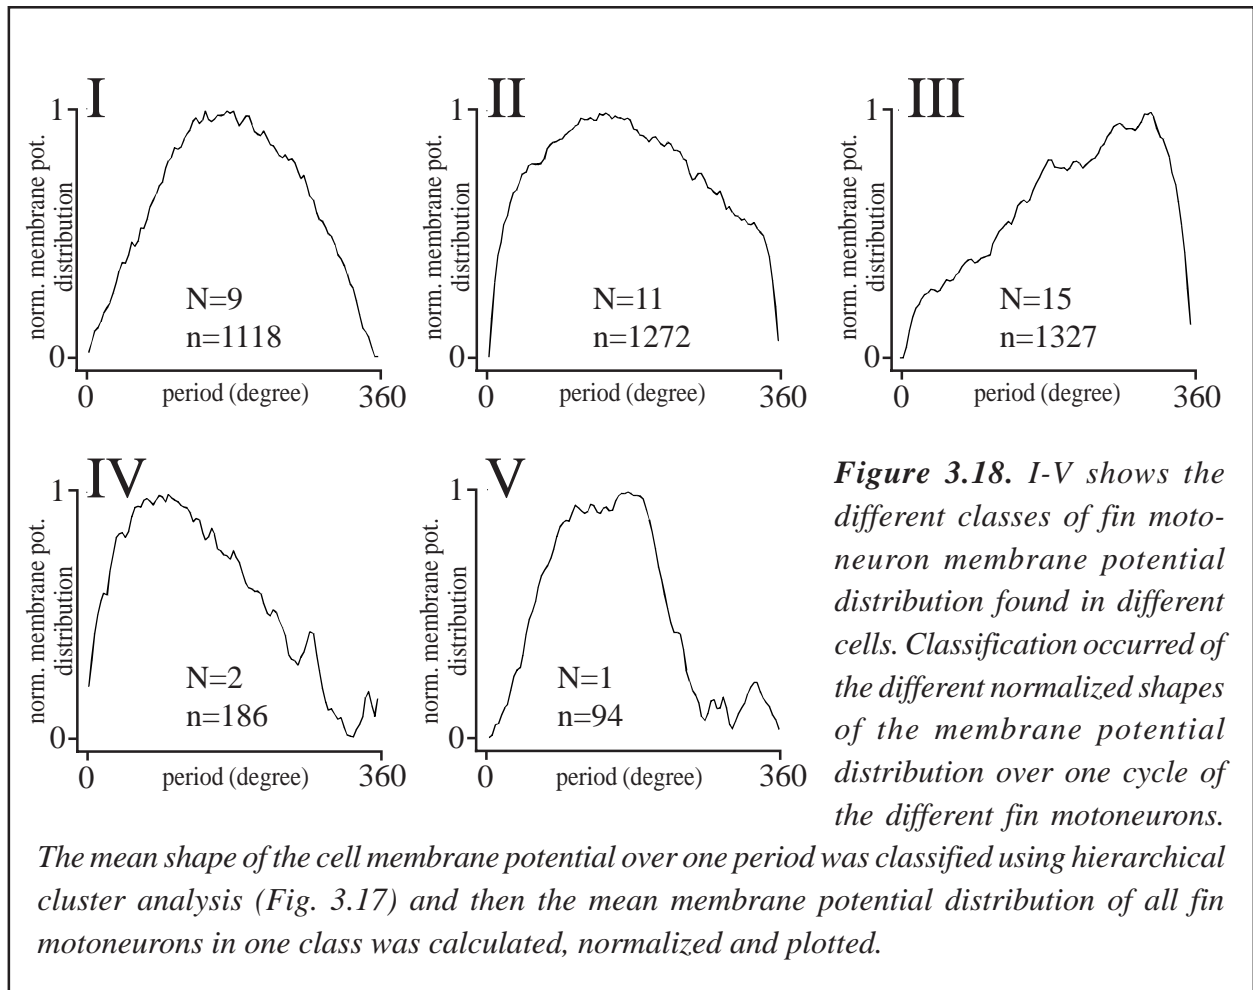 I
1
norm. membrane pot.
distribution
0
N=9
n=1118
0
period (degree)
360
II
1
norm. membrane pot.
distribution
0
N=11
n=1272
0
period (degree)
360
III
1
norm. membrane pot.
distribution
0
N=15
n=1327
0
period (degree)
360
IV
1
norm. membrane pot.
distribution
0
N=2
n=186
0
period (degree)
360
V
1
norm. membrane pot.
distribution
0
N=1
n=94
0
period (degree)
360
Figure 3.18. I-V shows the
different classes of fin moto-
neuron membrane potential
distribution found in different
cells. Classification occurred of
the different normalized shapes
of the membrane potential
distribution over one cycle of
the different fin motoneurons.
The mean shape of the cell membrane potential over one period was classified using hierarchical
cluster analysis (Fig. 3.17) and then the mean membrane potential distribution of all fin
motoneurons in one class was calculated, normalized and plotted.